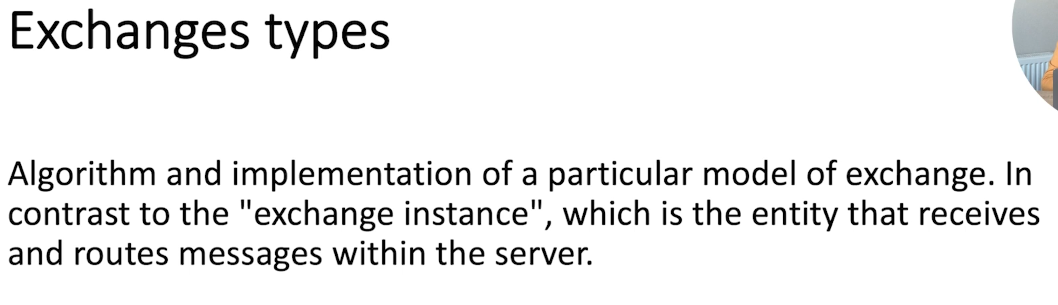 Exchanges types
Algorithm and implementation of a particular model of exchange. In
contrast to the "exchange instance", which is the entity that receives
and routes messages within the server.